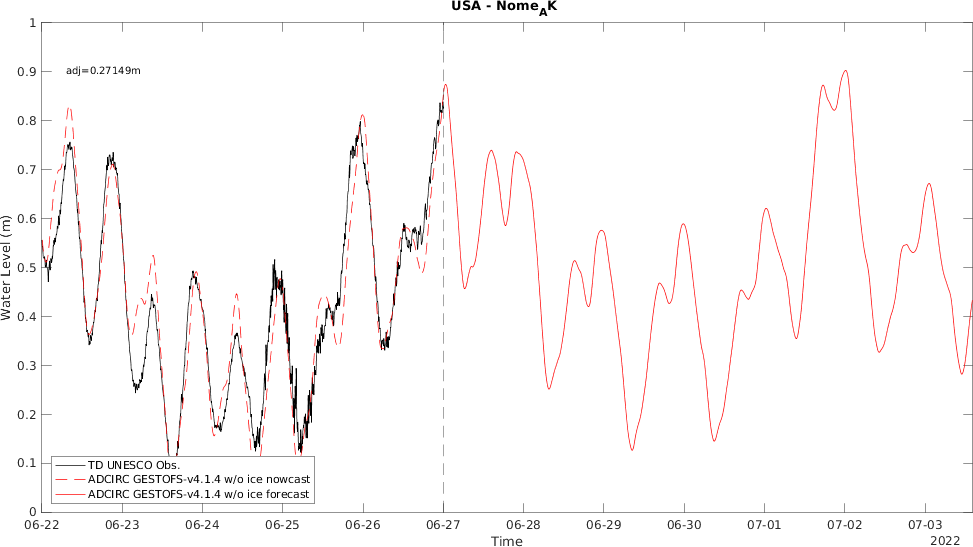 USA - Nome_AK
adj=0.27149m
1
0.9
0.8
0.7
0.6
0.5
0.4
0.3
0.2
0.1
0
Water Level (m)
TD UNESCO Obs.
ADCIRC GESTOFS-v4.1.4 w/o ice nowcast
ADCIRC GESTOFS-v4.1.4 w/o ice forecast
06-22 06-23 06-24 06-25 06-26 06-27 06-28 06-29 06-30 07-01 07-02 07-03
Time
2022